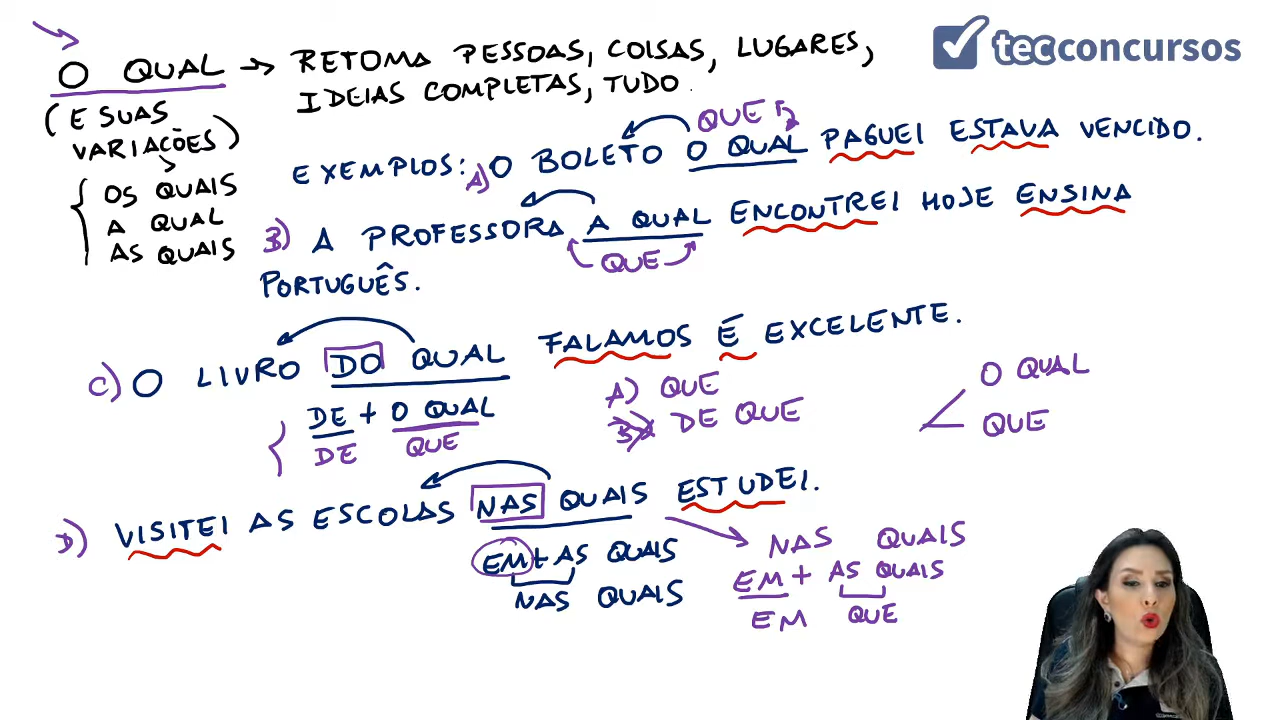 tecconcursos
O QUAL → RETOMA PESSOAS, COISAS, LUGARES,
IDEIAS COMPLETAS, TUDO.
(E SUAS
VARIAÇÕES)
OS QUAIS
A QUAL
AS QUAIS
QUE
EXEMPLOS: A) O BOLETO O QUAL PAGUEI ESTAVA VENCIDO.
B) A PROFESSORA A QUAL ENCONTREI HOJE ENSINA
QUE
PORTUGUÊS.
C) O LIVRO DO QUAL FALAMOS É EXCELENTE.
DE + O QUAL
DE QUE
A) QUE
B) DE QUE
O QUAL
QUE
D) VISITEI AS ESCOLAS NAS QUAIS ESTUDEI.
EM + AS QUAIS
NAS QUAIS
NAS QUAIS
EM + AS QUAIS
EM QUE